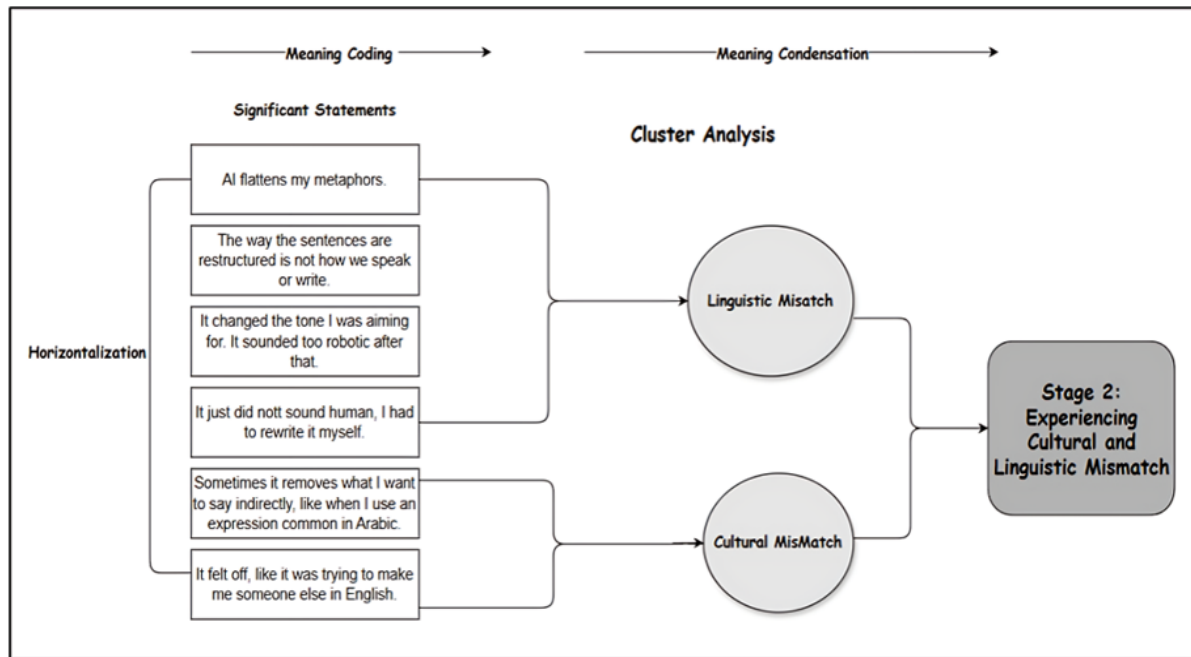 Meaning Coding
Meaning Condensation
Significant Statements
Cluster Analysis
AI flattens my metaphors.
The way the sentences are
restructured is not how we speak
or write.
It changed the tone I was aiming
for. It sounded too robotic after
that.
Horizontalization
It just did nott sound human, I had
to rewrite it myself.
Sometimes it removes what I want
to say indirectly, like when I use an
expression common in Arabic.
It felt off, like it was trying to make
me someone else in English.
Linguistic Misatch
Cultural MisMatch
Stage 2:
Experiencing
Cultural and
Linguistic Mismatch